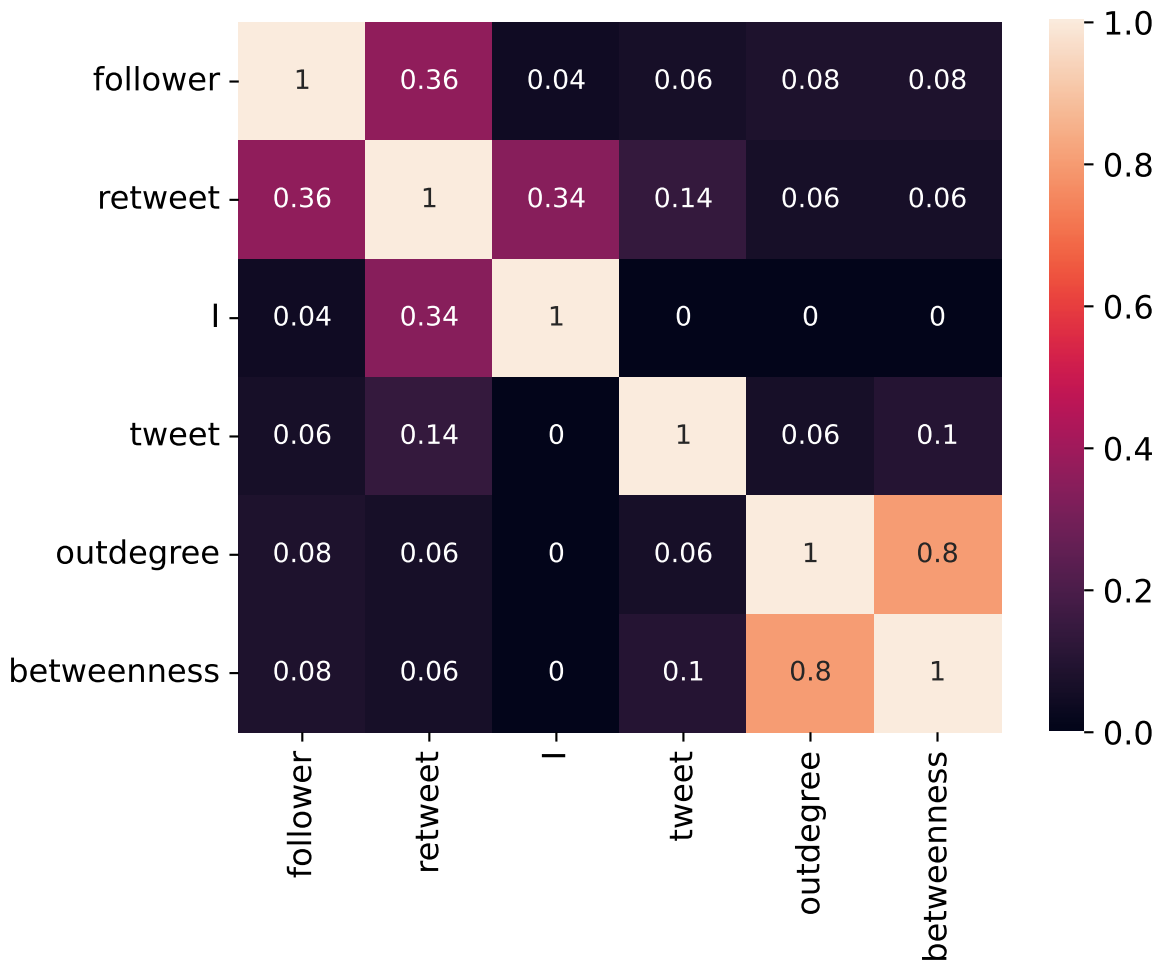 follower 1 0.36 0.04 0.06 0.08 0.08
retweet 0.36 1 0.34 0.14 0.06 0.06
I 0.04 0.34 1 0 0 0
tweet 0.06 0.14 0 1 0.06 0.1
outdegree 0.08 0.06 0 0.06 1 0.8
betweenness 0.08 0.06 0 0.1 0.8 1
follower retweet I tweet outdegree betweenness
1.0
0.8
0.6
0.4
0.2
0.0